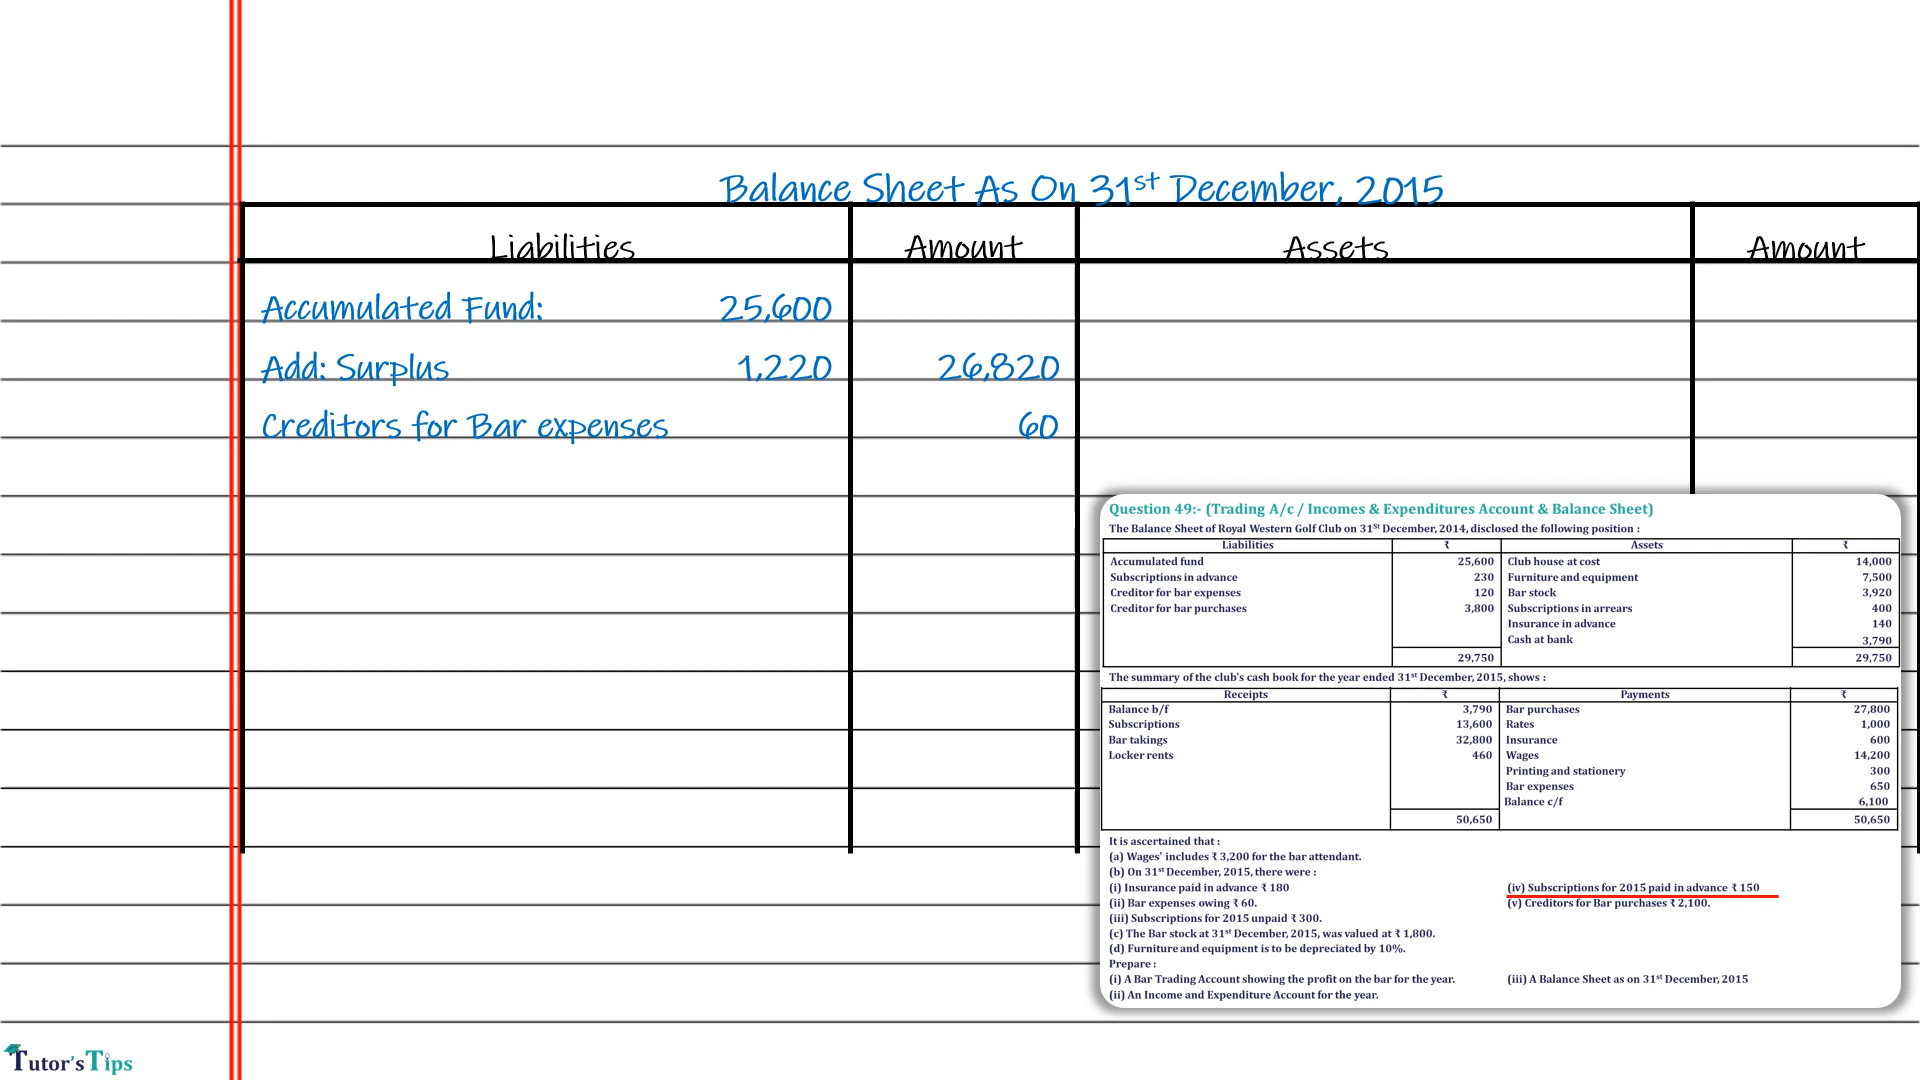 Balance Sheet As On 31st December, 2015
Liabilities Amount Assets Amount
Accumulated Fund: 25,600
Add: Surplus 1,220 26,820
Creditors for Bar expenses 60
Question 49:- (Trading A/c / Incomes & Expenditures Account & Balance Sheet)
The Balance Sheet of Royal Western Golf Club on 31St December, 2014, disclosed the following position :
Liabilities ₹ Assets ₹
Accumulated fund 25,600 Club house at cost 14,000
Subscriptions in advance 230 Furniture and equipment 7,500
Creditor for bar expenses 120 Bar stock 3,920
Creditor for bar purchases 3,800 Subscriptions in arrears 400
Insurance in advance 140
Cash at bank 3,790
29,750 29,750
The summary of the club's cash book for the year ended 31st December, 2015, shows :
Receipts ₹ Payments ₹
Balance b/f 3,790 Bar purchases 27,800
Subscriptions 13,600 Rates 1,000
Bar takings 32,800 Insurance 600
Locker rents 460 Wages 14,200
Printing and stationery 300
Bar expenses 650
Balance c/f 6,100
50,650 50,650
It is ascertained that :
(a) Wages' includes ₹ 3,200 for the bar attendant.
(b) On 31st December, 2015, there were :
(i) Insurance paid in advance ₹ 180 (iv) Subscriptions for 2015 paid in advance ₹ 150
(ii) Bar expenses owing ₹ 60. (v) Creditors for Bar purchases ₹ 2,100.
(iii) Subscriptions for 2015 unpaid ₹ 300.
(c) The Bar stock at 31st December, 2015, was valued at ₹ 1,800.
(d) Furniture and equipment is to be depreciated by 10%.
Prepare :
(i) A Bar Trading Account showing the profit on the bar for the year. (iii) A Balance Sheet as on 31st December, 2015
(ii) An Income and Expenditure Account for the year.
Tutor'sTips